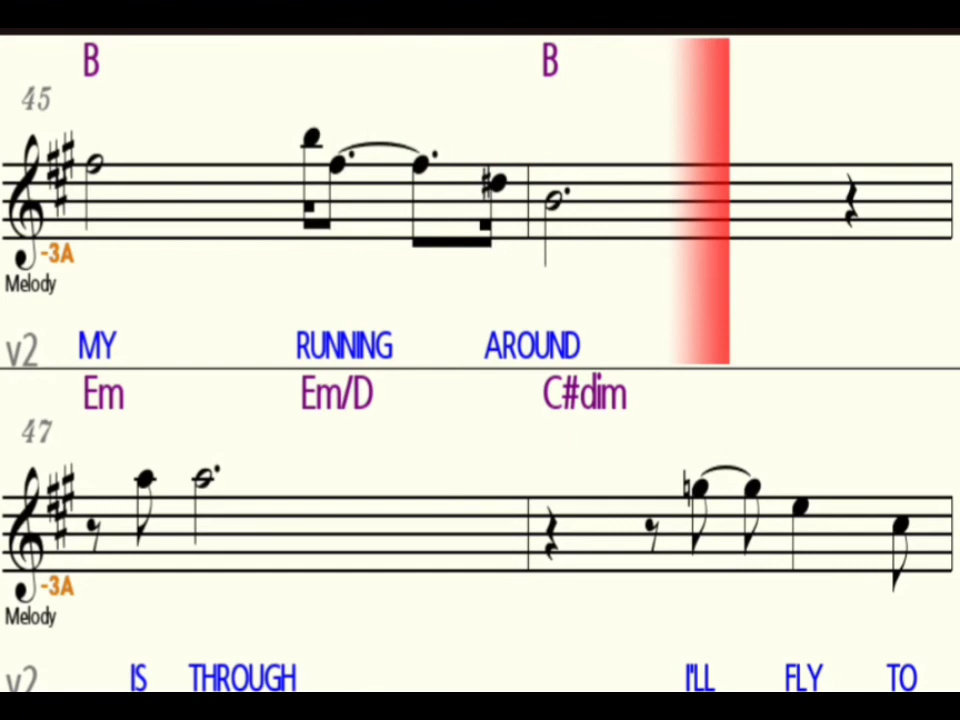 B B
45
-3A
Melody
v2 MY RUNNING AROUND
Em Em/D C#dim
47
-3A
Melody
v2 IS THROUGH I'LL FLY TO